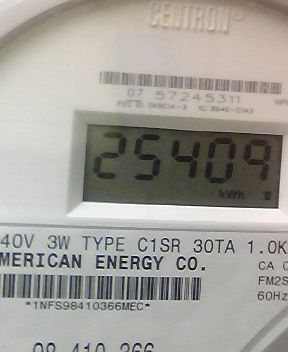 CENTRON®
07 57245311
25409
kWh
40V 3W TYPE C1SR 30TA 1.0K
MERICAN ENERGY CO.
CA 0
FM2S
60Hz
*1NFS98410366MEC*
98 410 366